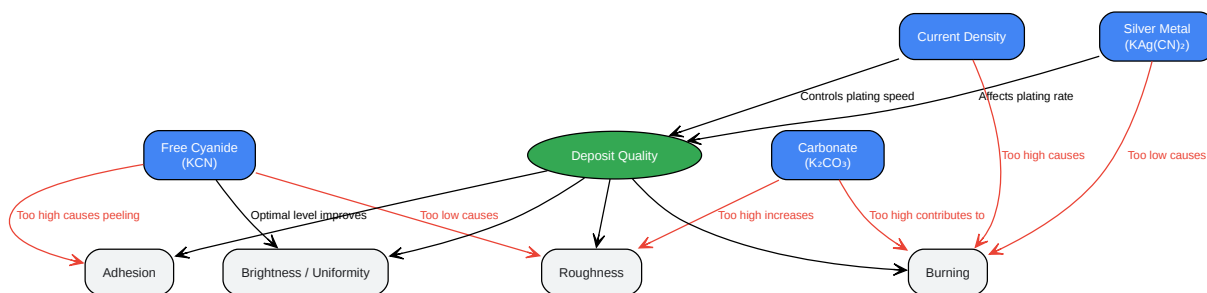 Current Density
Silver Metal
(KAg(CN)₂)
Controls plating speed
Affects plating rate
Free Cyanide
(KCN)
Deposit Quality
Carbonate
(K₂CO₃)
Too high causes
Too low causes
Too high causes peeling
Optimal level improves
Too low causes
Too high increases
Too high contributes to
Adhesion
Brightness / Uniformity
Roughness
Burning